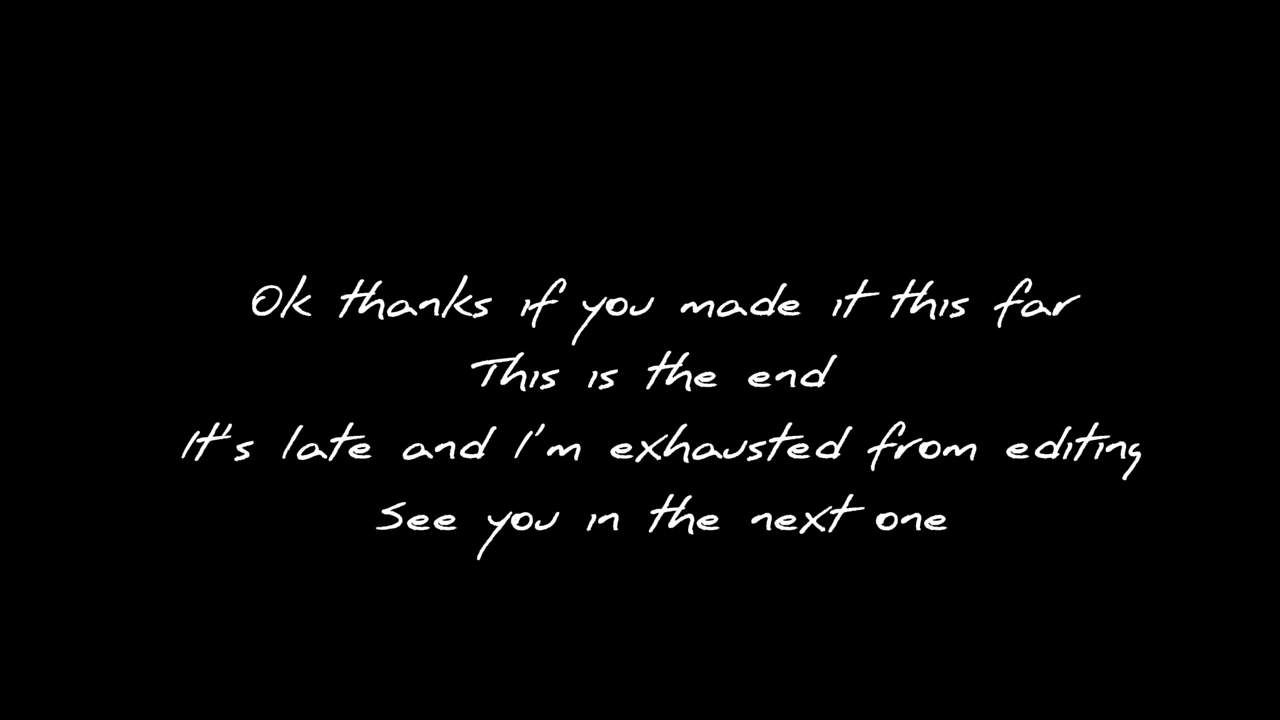 Ok thanks if you made it this far
This is the end
It's late and I'm exhausted from editing
See you in the next one